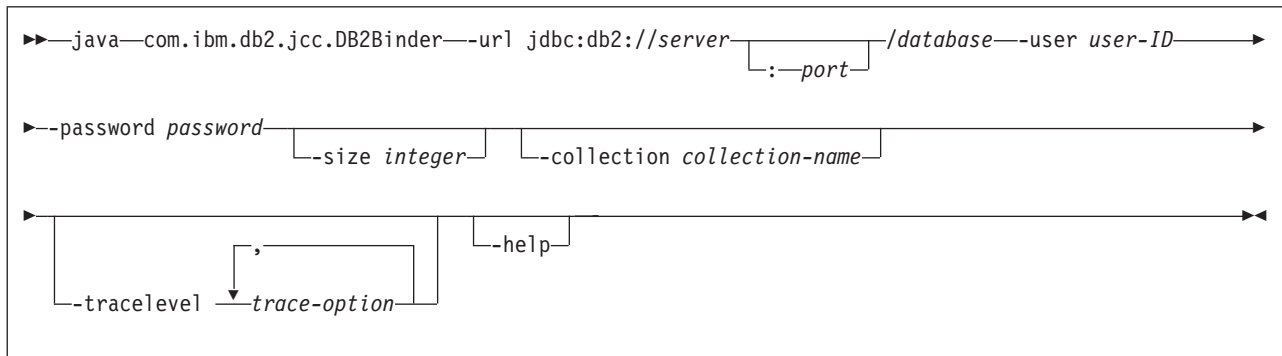 java com.ibm.db2.jcc.DB2Binder -url jdbc:db2://server /database -user user-ID
: port
-password password
-size integer -collection collection-name
,
-help
-tracelevel trace-option